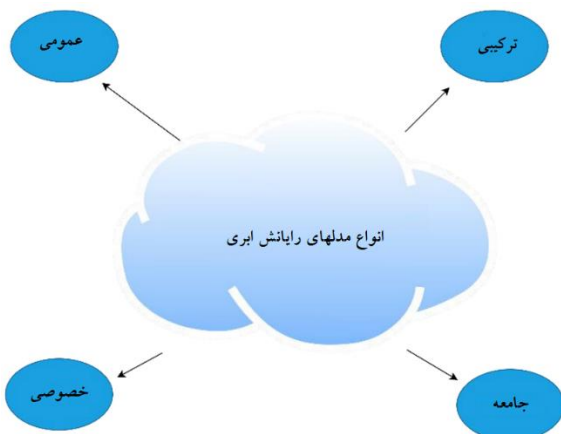 ترکیبی
عمومی
انواع مدلهای رایانش ابری
جامعه
خصوصی